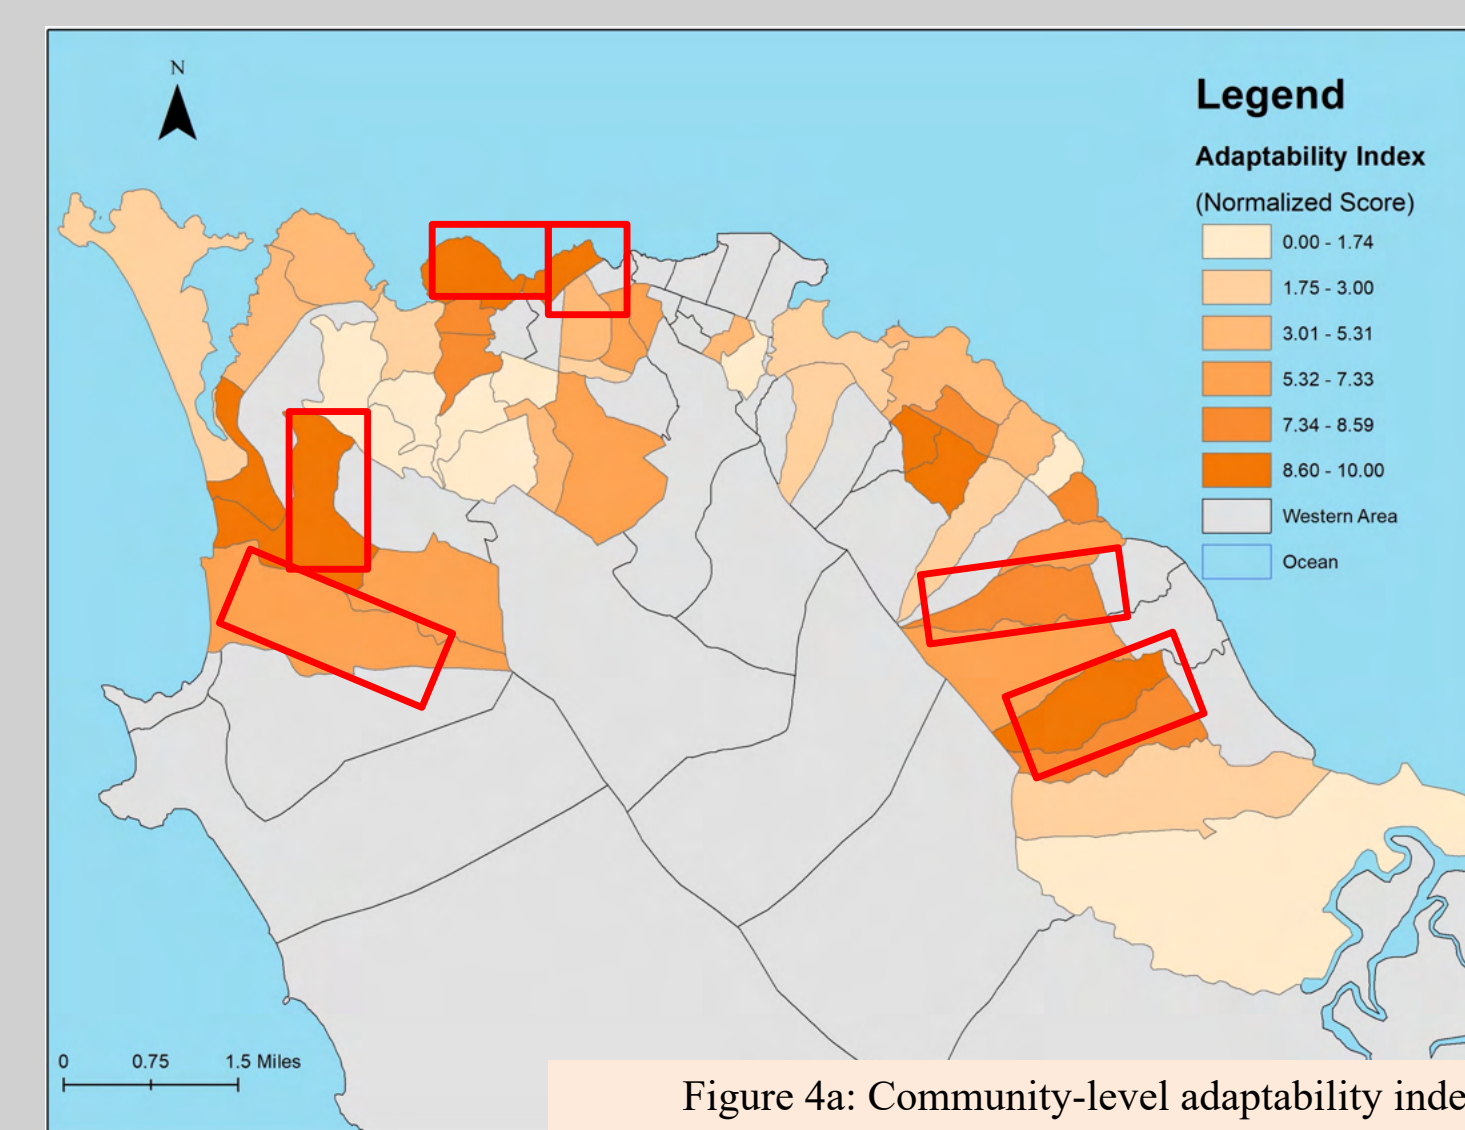 N
Legend
Adaptability Index
(Normalized Score)
0.00 - 1.74
1.75 - 3.00
3.01 - 5.31
5.32 - 7.33
7.34 - 8.59
8.60 - 10.00
Western Area
Ocean
0 0.75 1.5 Miles
Figure 4a: Community-level adaptability inde